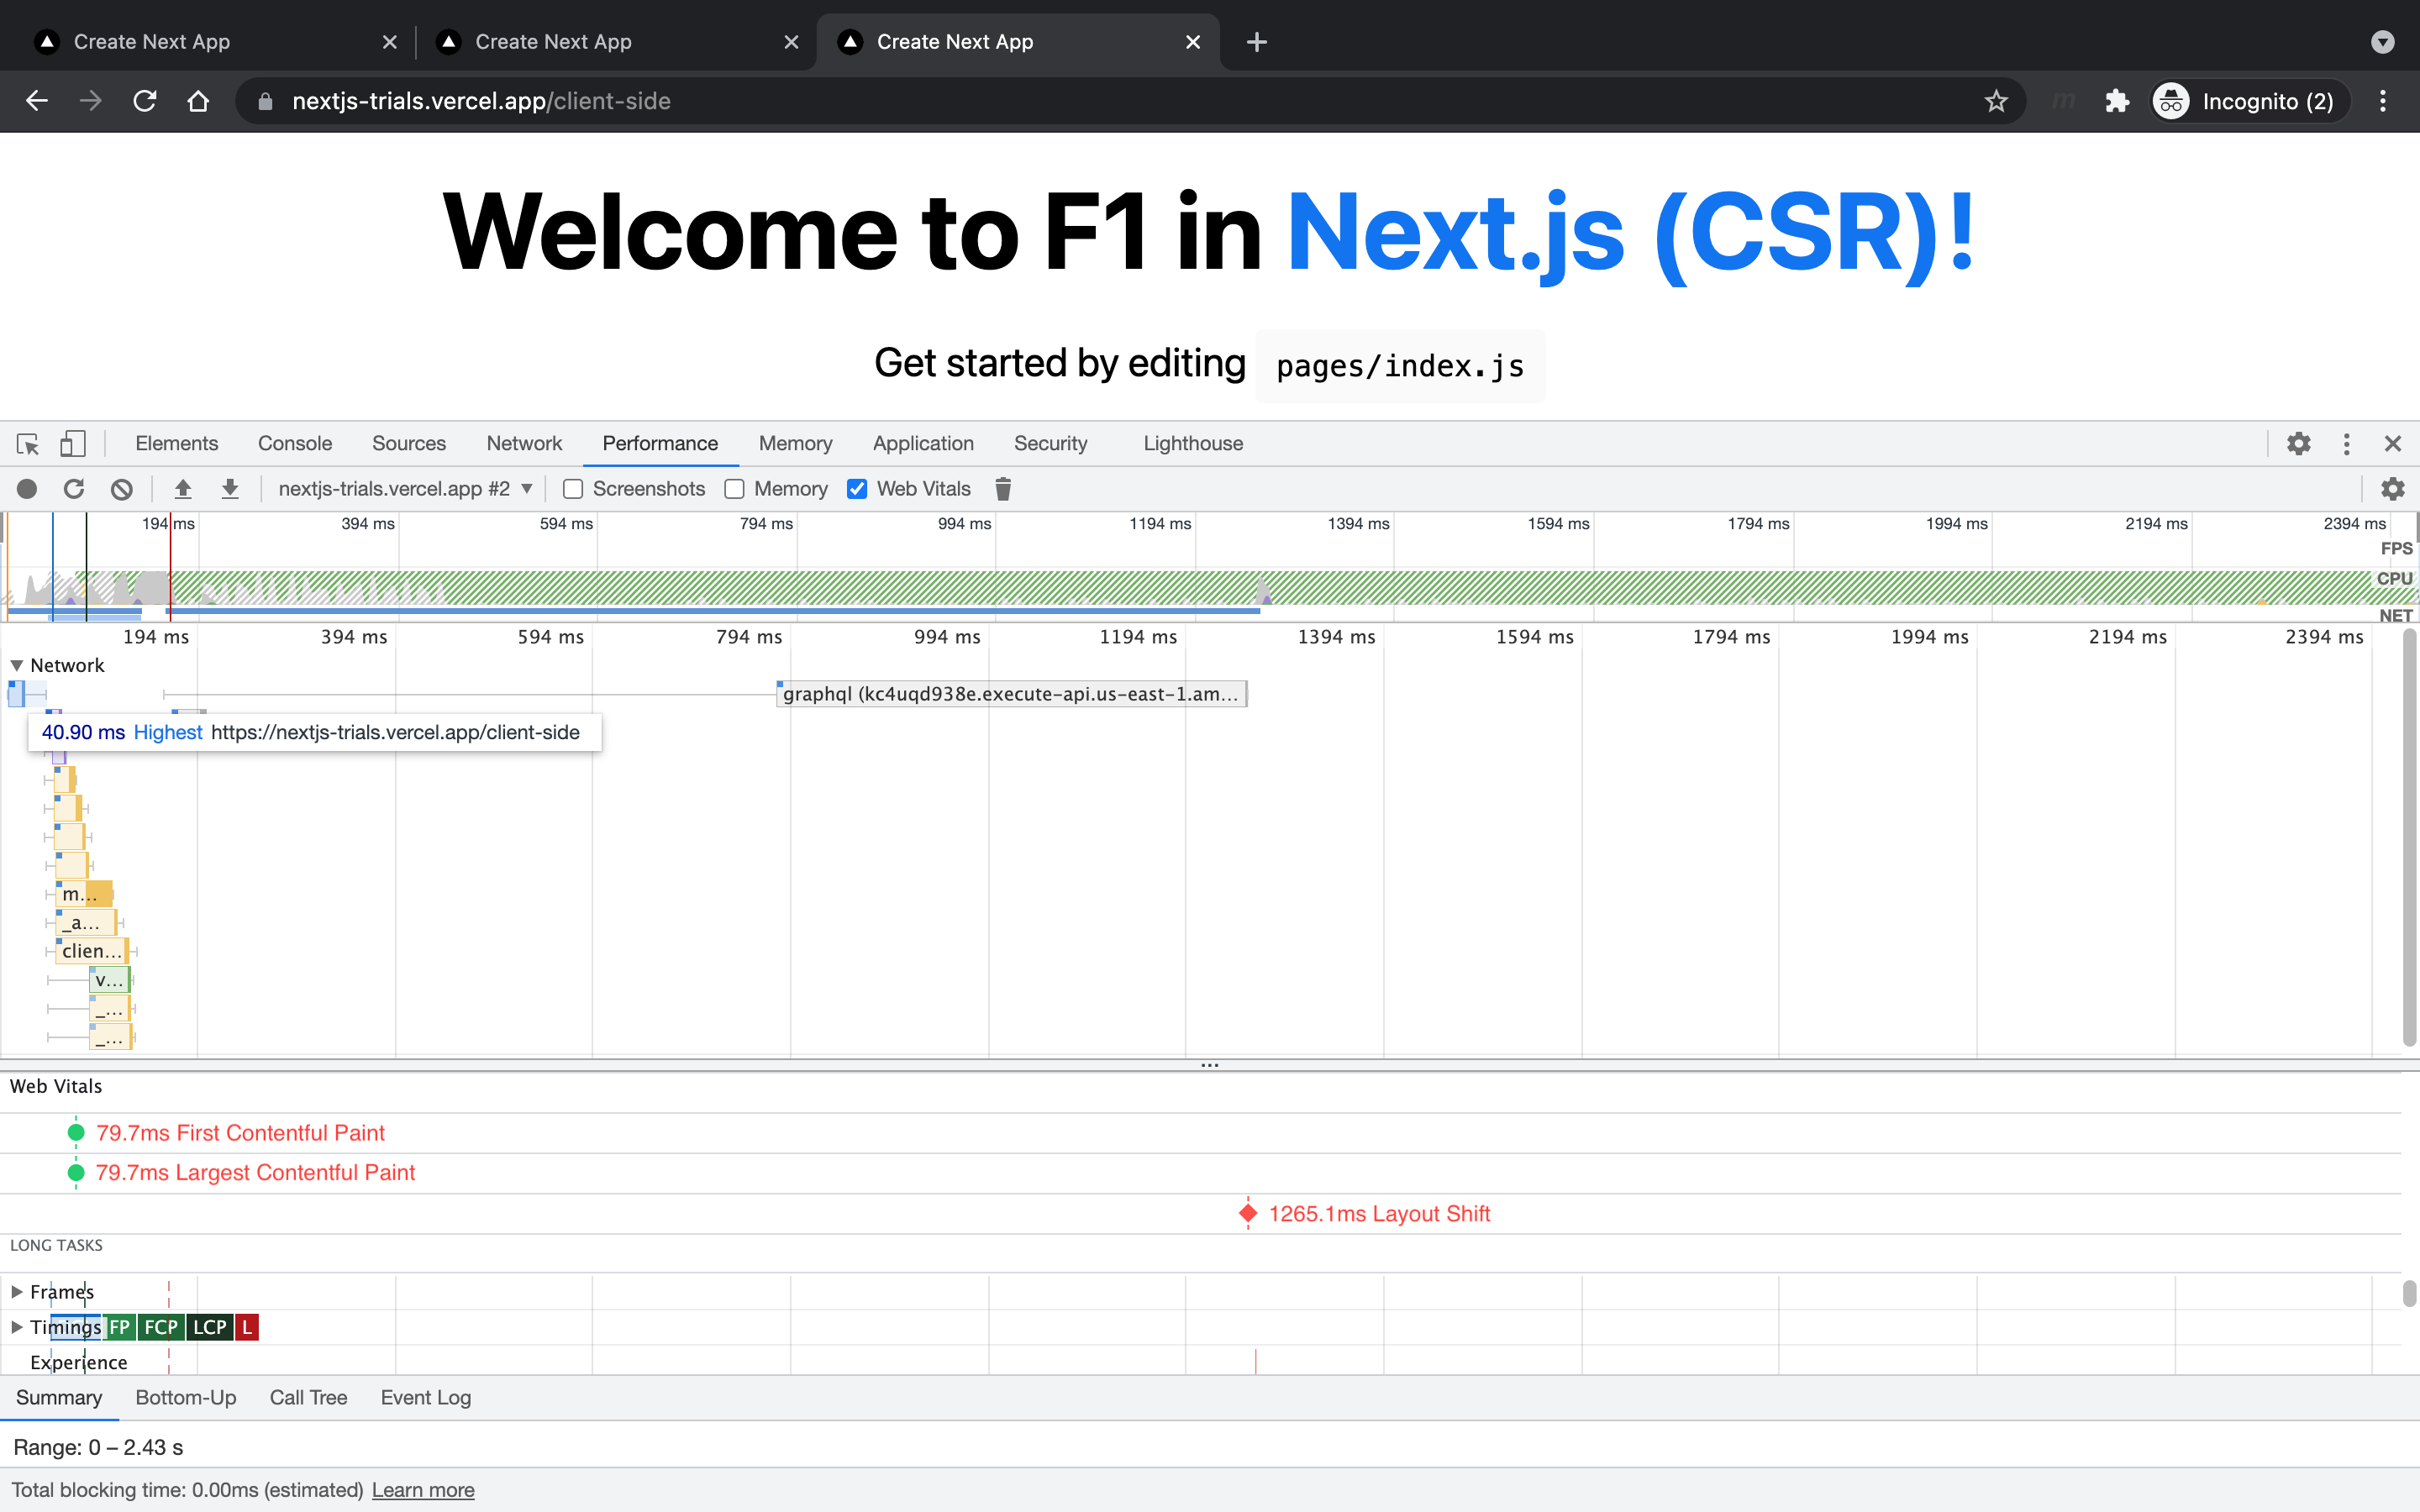 Create Next App
Create Next App
Create Next App
nextjs-trials.vercel.app/client-side
m
Incognito (2)
Welcome to F1 in Next.js (CSR)!
Get started by editing pages/index.js
Elements Console Sources Network Performance Memory Application Security Lighthouse
nextjs-trials.vercel.app #2 Screenshots Memory Web Vitals
194 ms 394 ms 594 ms 794 ms 994 ms 1194 ms 1394 ms 1594 ms 1794 ms 1994 ms 2194 ms 2394 ms
FPS
CPU
NET
194 ms 394 ms 594 ms 794 ms 994 ms 1194 ms 1394 ms 1594 ms 1794 ms 1994 ms 2194 ms 2394 ms
Network
graphql (kc4uqd938e.execute-api.us-east-1.am...
40.90 ms Highest https://nextjs-trials.vercel.app/client-side
m...
_a...
clien...
v...
_...
_...
Web Vitals
79.7ms First Contentful Paint
79.7ms Largest Contentful Paint
1265.1ms Layout Shift
LONG TASKS
Frames
Timings FP FCP LCP L
Experience
Summary Bottom-Up Call Tree Event Log
Range: 0 – 2.43 s
Total blocking time: 0.00ms (estimated) Learn more